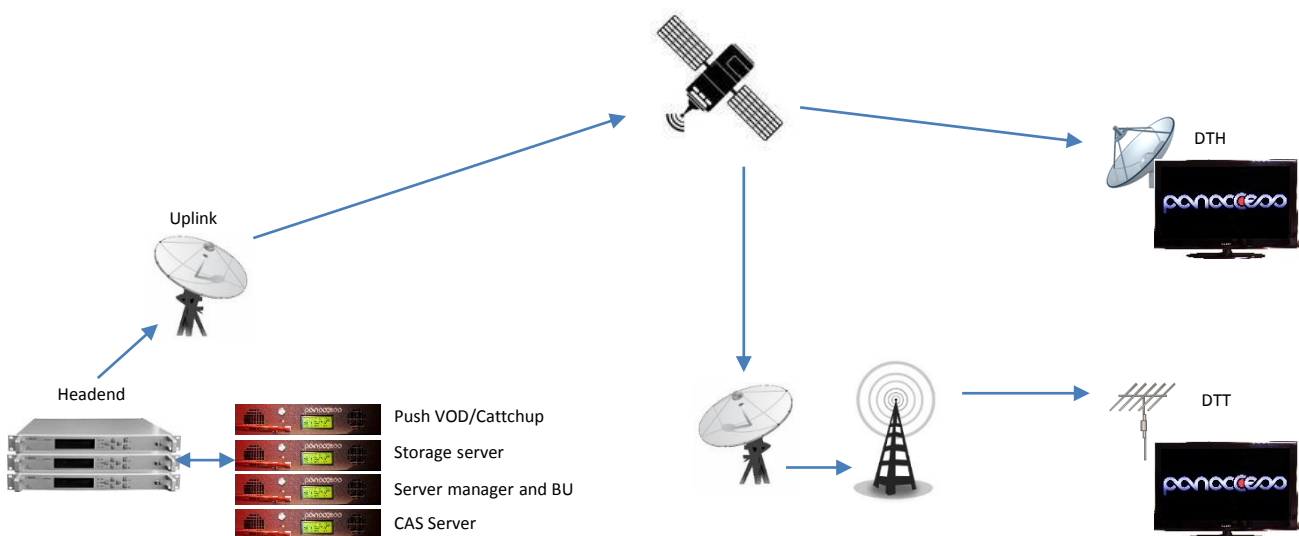 DTH
panaccess
Uplink
Headend
Push VOD/Cattchup
Storage server
Server manager and BU
CAS Server
DTT
panaccess